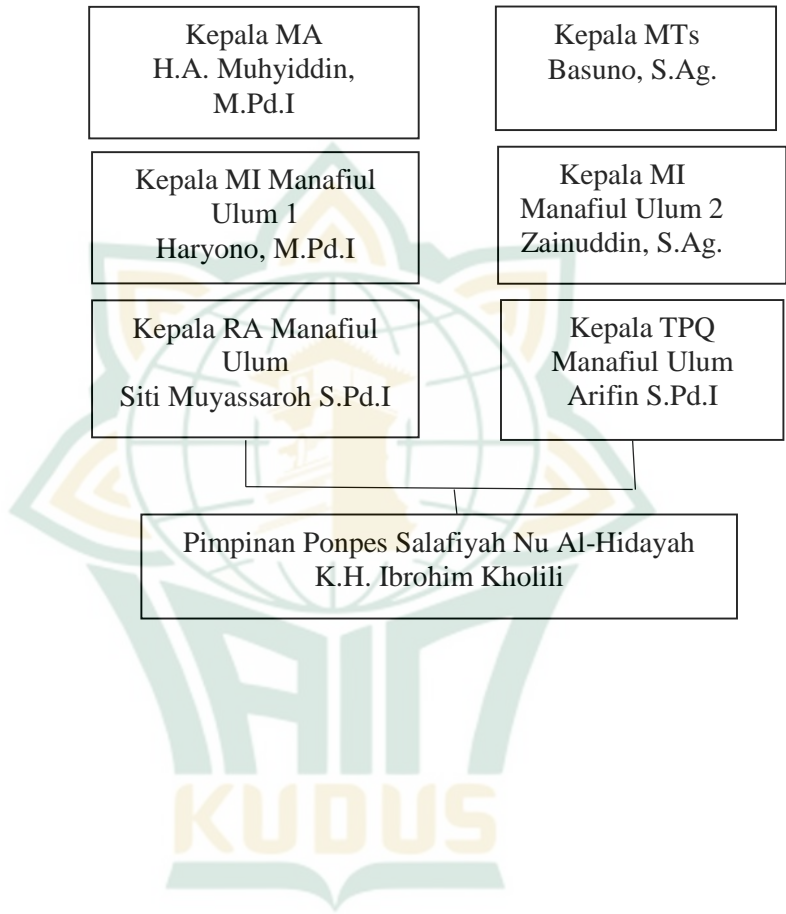 Kepala MA
H.A. Muhyiddin,
M.Pd.I
Kepala MTs
Basuno, S.Ag.
Kepala MI Manafiul
Ulum 1
Haryono, M.Pd.I
Kepala MI
Manafiul Ulum 2
Zainuddin, S.Ag.
Kepala RA Manafiul
Ulum
Siti Muyassaroh S.Pd.I
Kepala TPQ
Manafiul Ulum
Arifin S.Pd.I
Pimpinan Ponpes Salafiyah Nu Al-Hidayah
K.H. Ibrohim Kholili
IAIN
KUDUS